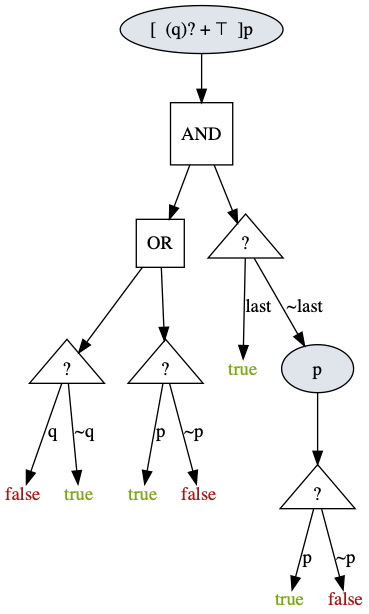 [ (q)? + ⊤ ]p
AND
OR
?
last
~last
?
?
true
p
q
~q
p
~p
false
true
true
false
?
p
~p
true
false